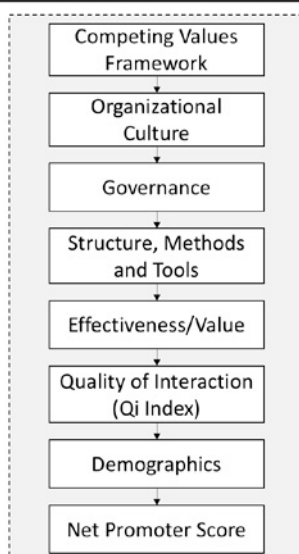 Competing Values
Framework
Organizational
Culture
Governance
Structure, Methods
and Tools
Effectiveness/Value
Quality of Interaction
(Qi Index)
Demographics
Net Promoter Score